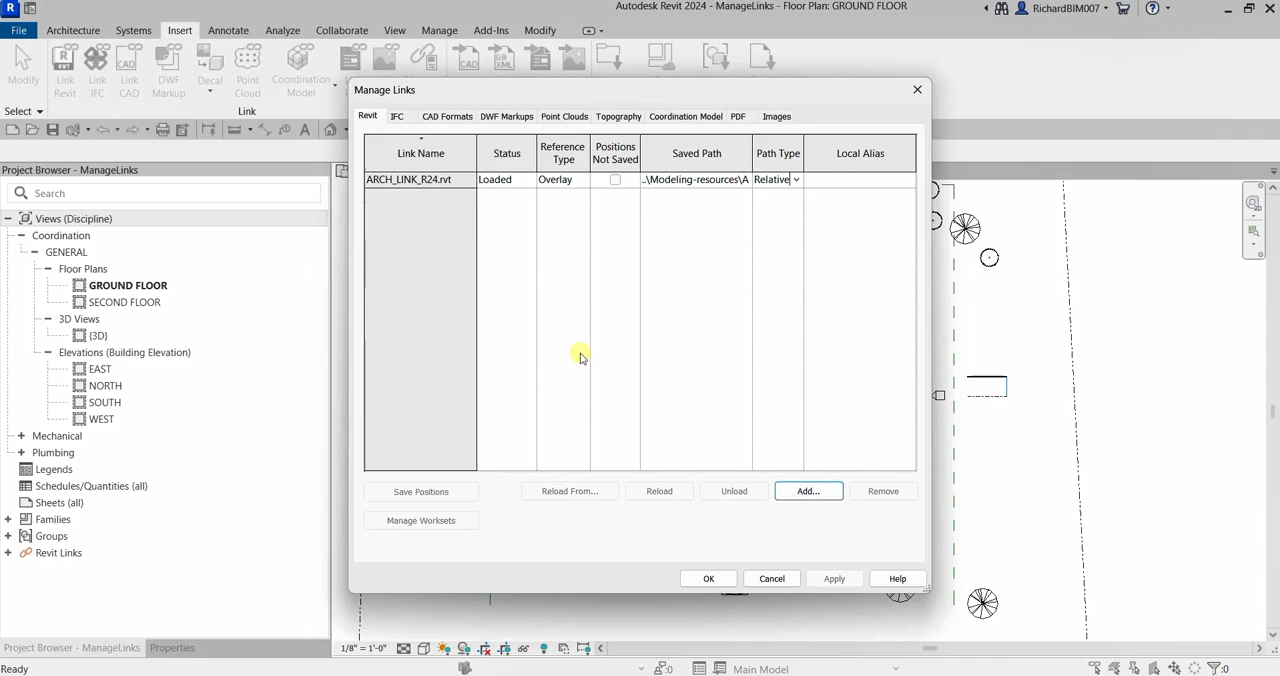 Autodesk Revit 2024 - ManageLinks - Floor Plan: GROUND FLOOR
RichardBIM007
File Architecture Systems Insert Annotate Analyze Collaborate View Manage Add-Ins Modify
Modify
Link Revit
Link IFC
Link CAD
DWF Markup
Decal
Point Cloud
Coordination Model
Select
Link
Project Browser - ManageLinks
Search
Views (Discipline)
Coordination
GENERAL
Floor Plans
GROUND FLOOR
SECOND FLOOR
3D Views
{3D}
Elevations (Building Elevation)
EAST
NORTH
SOUTH
WEST
Mechanical
Plumbing
Legends
Schedules/Quantities (all)
Sheets (all)
Families
Groups
Revit Links
Project Browser - ManageLinks Properties
Manage Links
Revit IFC CAD Formats DWF Markups Point Clouds Topography Coordination Model PDF Images
Link Name Status Reference Type Positions Not Saved Saved Path Path Type Local Alias
ARCH_LINK_R24.rvt Loaded Overlay ..\Modeling-resources\A Relative
Save Positions Reload From... Reload Unload Add... Remove
Manage Worksets
OK Cancel Apply Help
1/8" = 1'-0"
Ready
:0
Main Model
:0